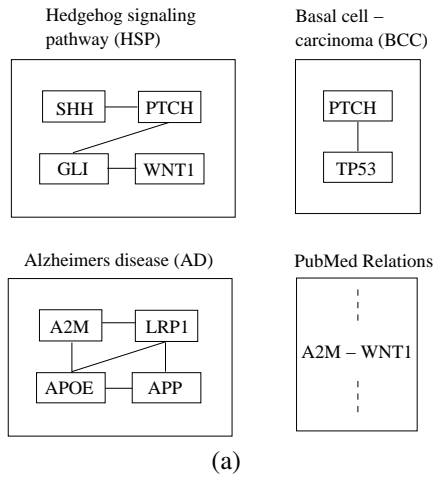 Hedgehog signaling
pathway (HSP)
SHH
PTCH
GLI
WNT1
Basal cell –
carcinoma (BCC)
PTCH
TP53
Alzheimers disease (AD)
A2M
LRP1
APOE
APP
PubMed Relations
A2M – WNT1
(a)